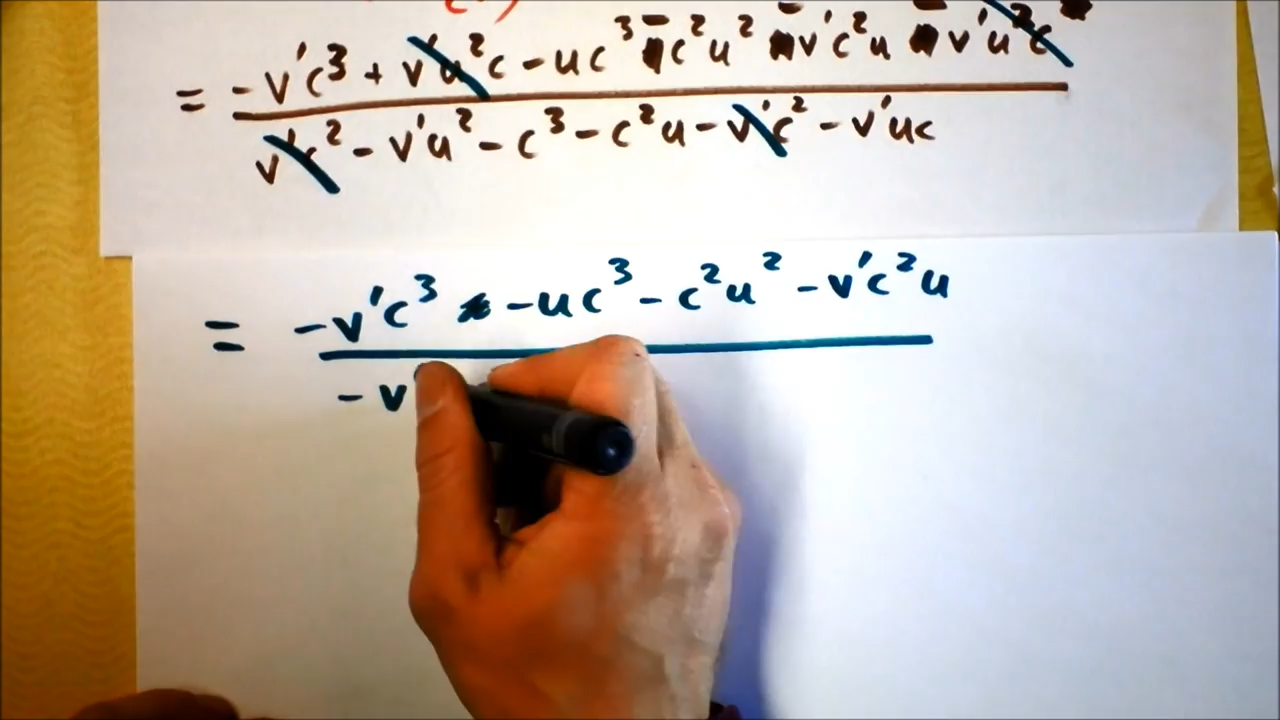 = -v'c³ + v'u²c - uc³ - c²u² - v'c²u - v'u²c
v'c² - v'u² - c³ - c²u - v'c² - v'uc
= -v'c³ - uc³ - c²u² - v'c²u
- v